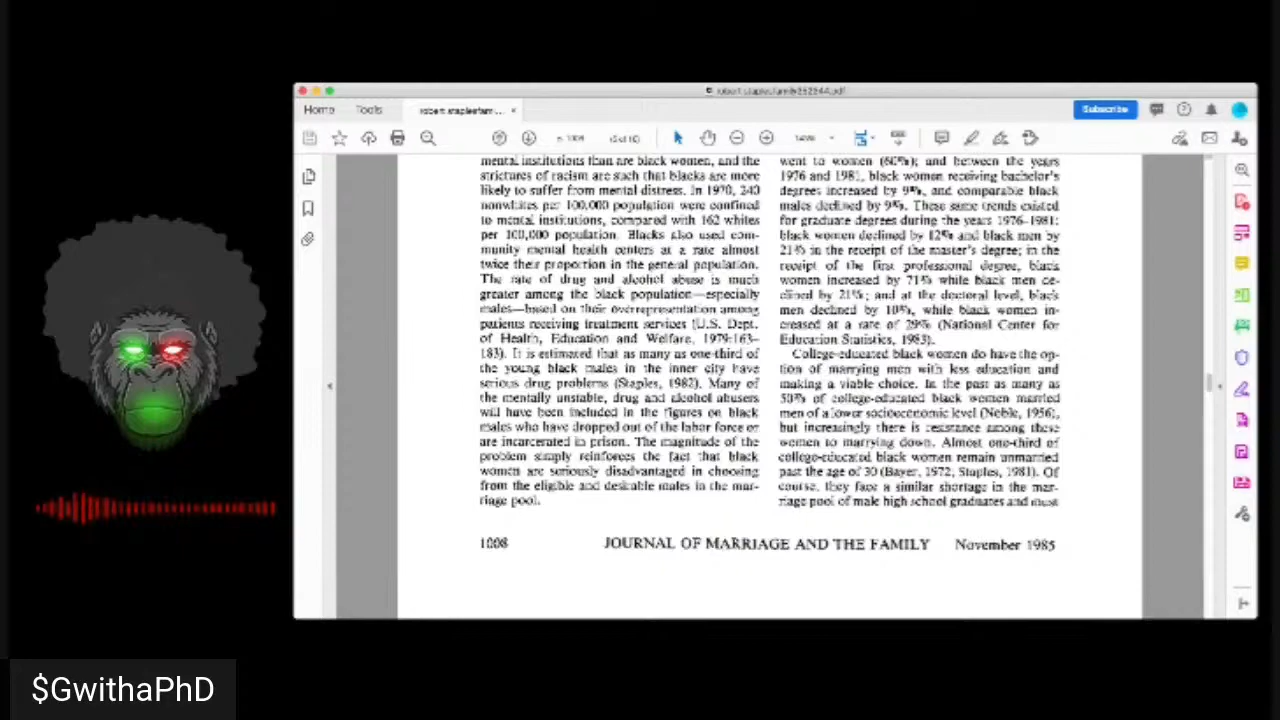 robert staplesfamily352344.pdf
Home
Tools
robert staplesfam...
Subscribe
mental institutions than are black women, and the
strictures of racism are such that blacks are more
likely to suffer from mental distress. In 1970, 240
nonwhites per 100,000 population were confined
to mental institutions, compared with 162 whites
per 100,000 population. Blacks also used com-
munity mental health centers at a rate almost
twice their proportion in the general population.
The rate of drug and alcohol abuse is much
greater among the black population—especially
males—based on their overrepresentation among
patients receiving treatment services (U.S. Dept.
of Health, Education and Welfare, 1979:163-
183). It is estimated that as many as one-third of
the young black males in the inner city have
serious drug problems (Staples, 1982). Many of
the mentally unstable, drug and alcohol abusers
will have been included in the figures on black
males who have dropped out of the labor force or
are incarcerated in prison. The magnitude of the
problem simply reinforces the fact that black
women are seriously disadvantaged in choosing
from the eligible and desirable males in the mar-
riage pool.
went to women (60%); and between the years
1976 and 1981, black women receiving bachelor's
degrees increased by 9%, and comparable black
males declined by 9%. These same trends existed
for graduate degrees during the years 1976-1981:
black women declined by 12% and black men by
21% in the receipt of the master's degree; in the
receipt of the first professional degree, black
women increased by 71% while black men de-
clined by 21%; and at the doctoral level, black
men declined by 10%, while black women in-
creased at a rate of 29% (National Center for
Education Statistics, 1983).
College-educated black women do have the op-
tion of marrying men with less education and
making a viable choice. In the past as many as
50% of college-educated black women married
men of a lower socioeconomic level (Noble, 1956),
but increasingly there is resistance among these
women to marrying down. Almost one-third of
college-educated black women remain unmarried
past the age of 30 (Bayer, 1972; Staples, 1981). Of
course, they face a similar shortage in the mar-
riage pool of male high school graduates and must
1008 JOURNAL OF MARRIAGE AND THE FAMILY November 1985
$GwithaPhD